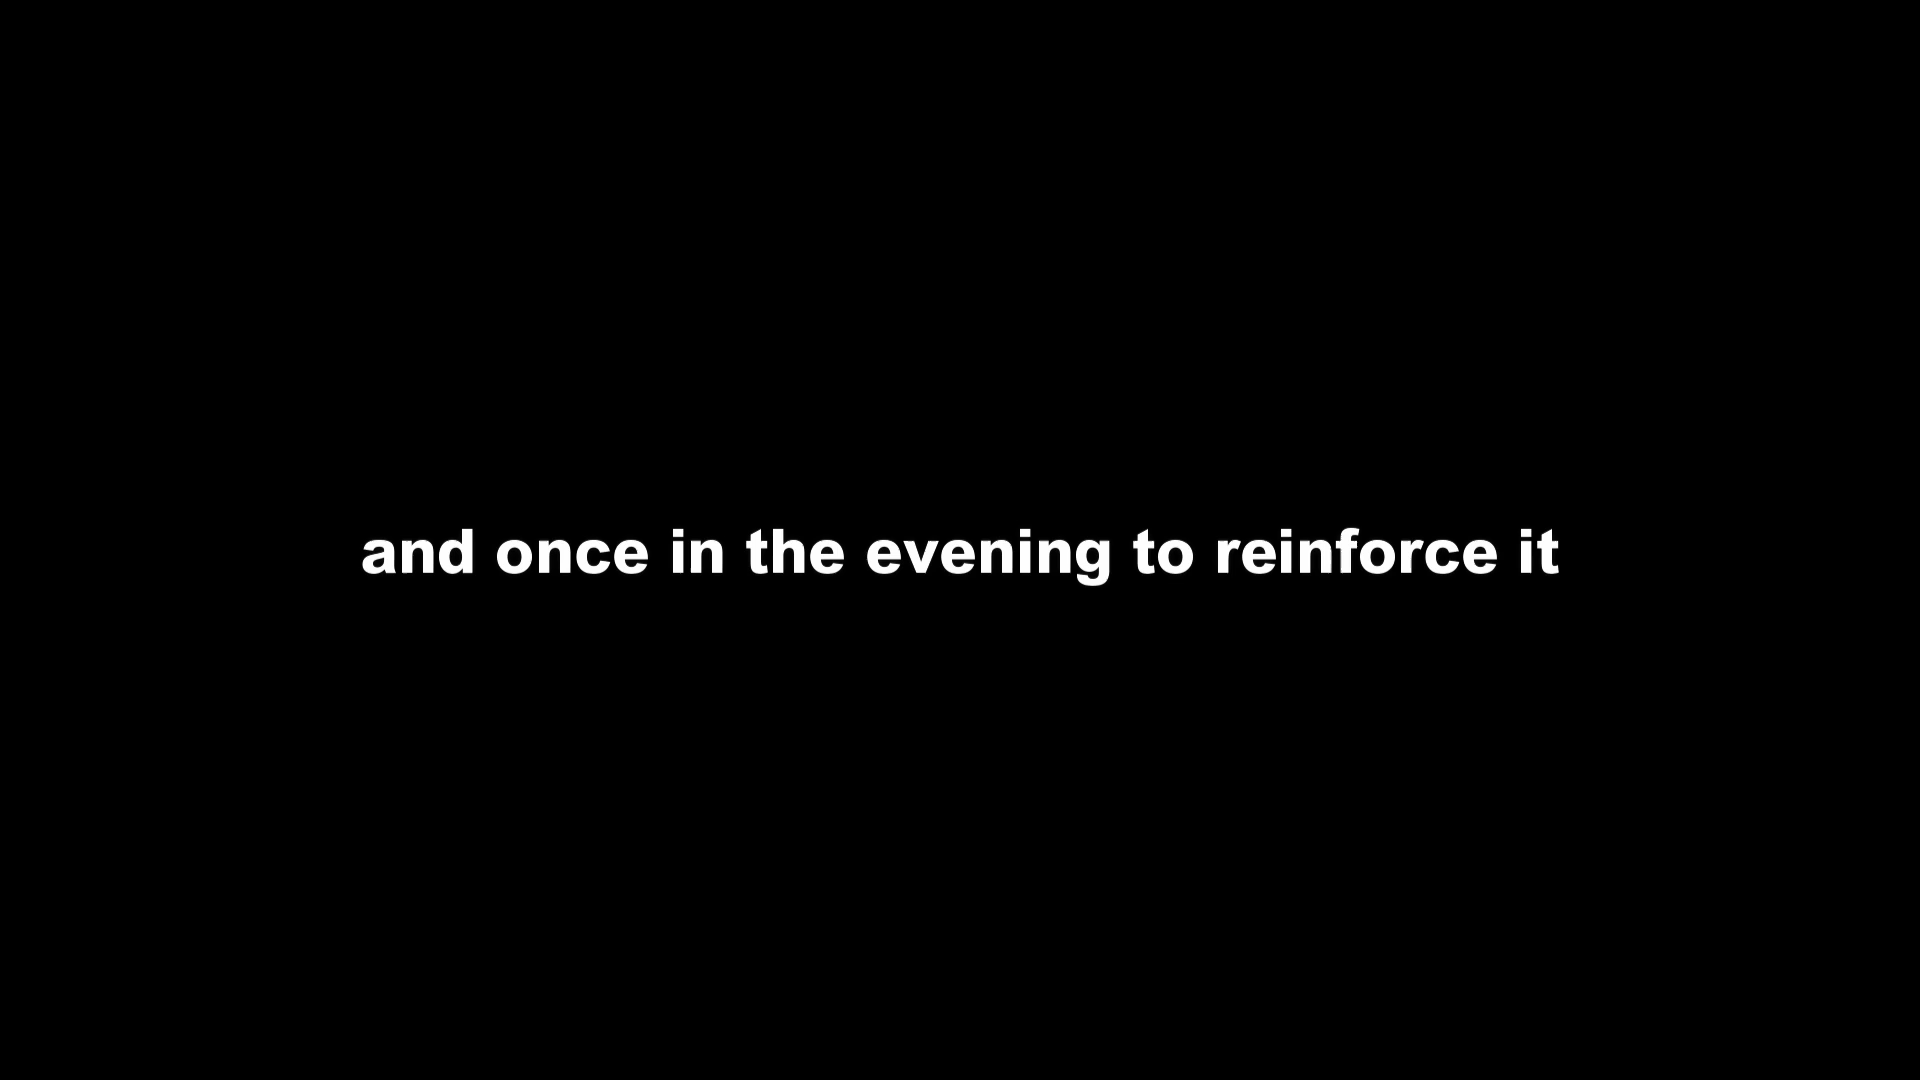 and once in the evening to reinforce it